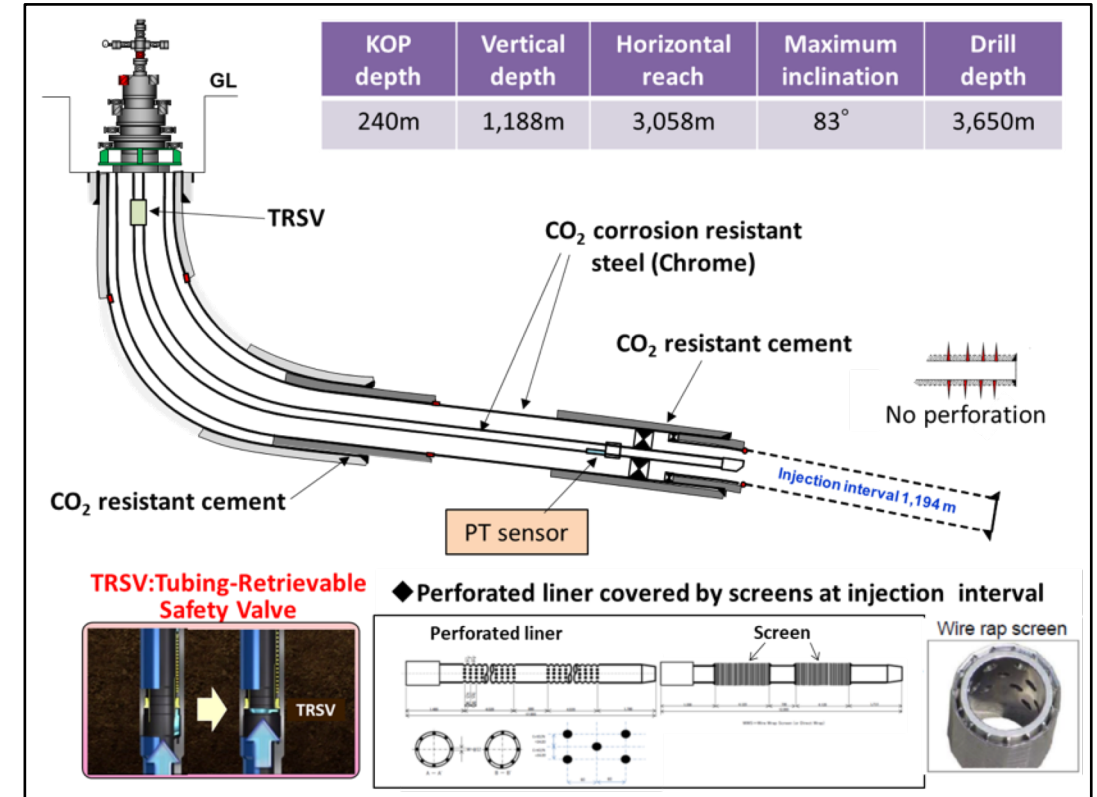 GL
KOP depth
Vertical depth
Horizontal reach
Maximum inclination
Drill depth
240m
1,188m
3,058m
83°
3,650m
TRSV
CO₂ corrosion resistant
steel (Chrome)
CO₂ resistant cement
No perforation
Injection interval 1,194 m
CO₂ resistant cement
PT sensor
TRSV:Tubing-Retrievable
Safety Valve
TRSV
◆Perforated liner covered by screens at injection interval
Perforated liner
Screen
Wire rap screen
A - A'
B - B'